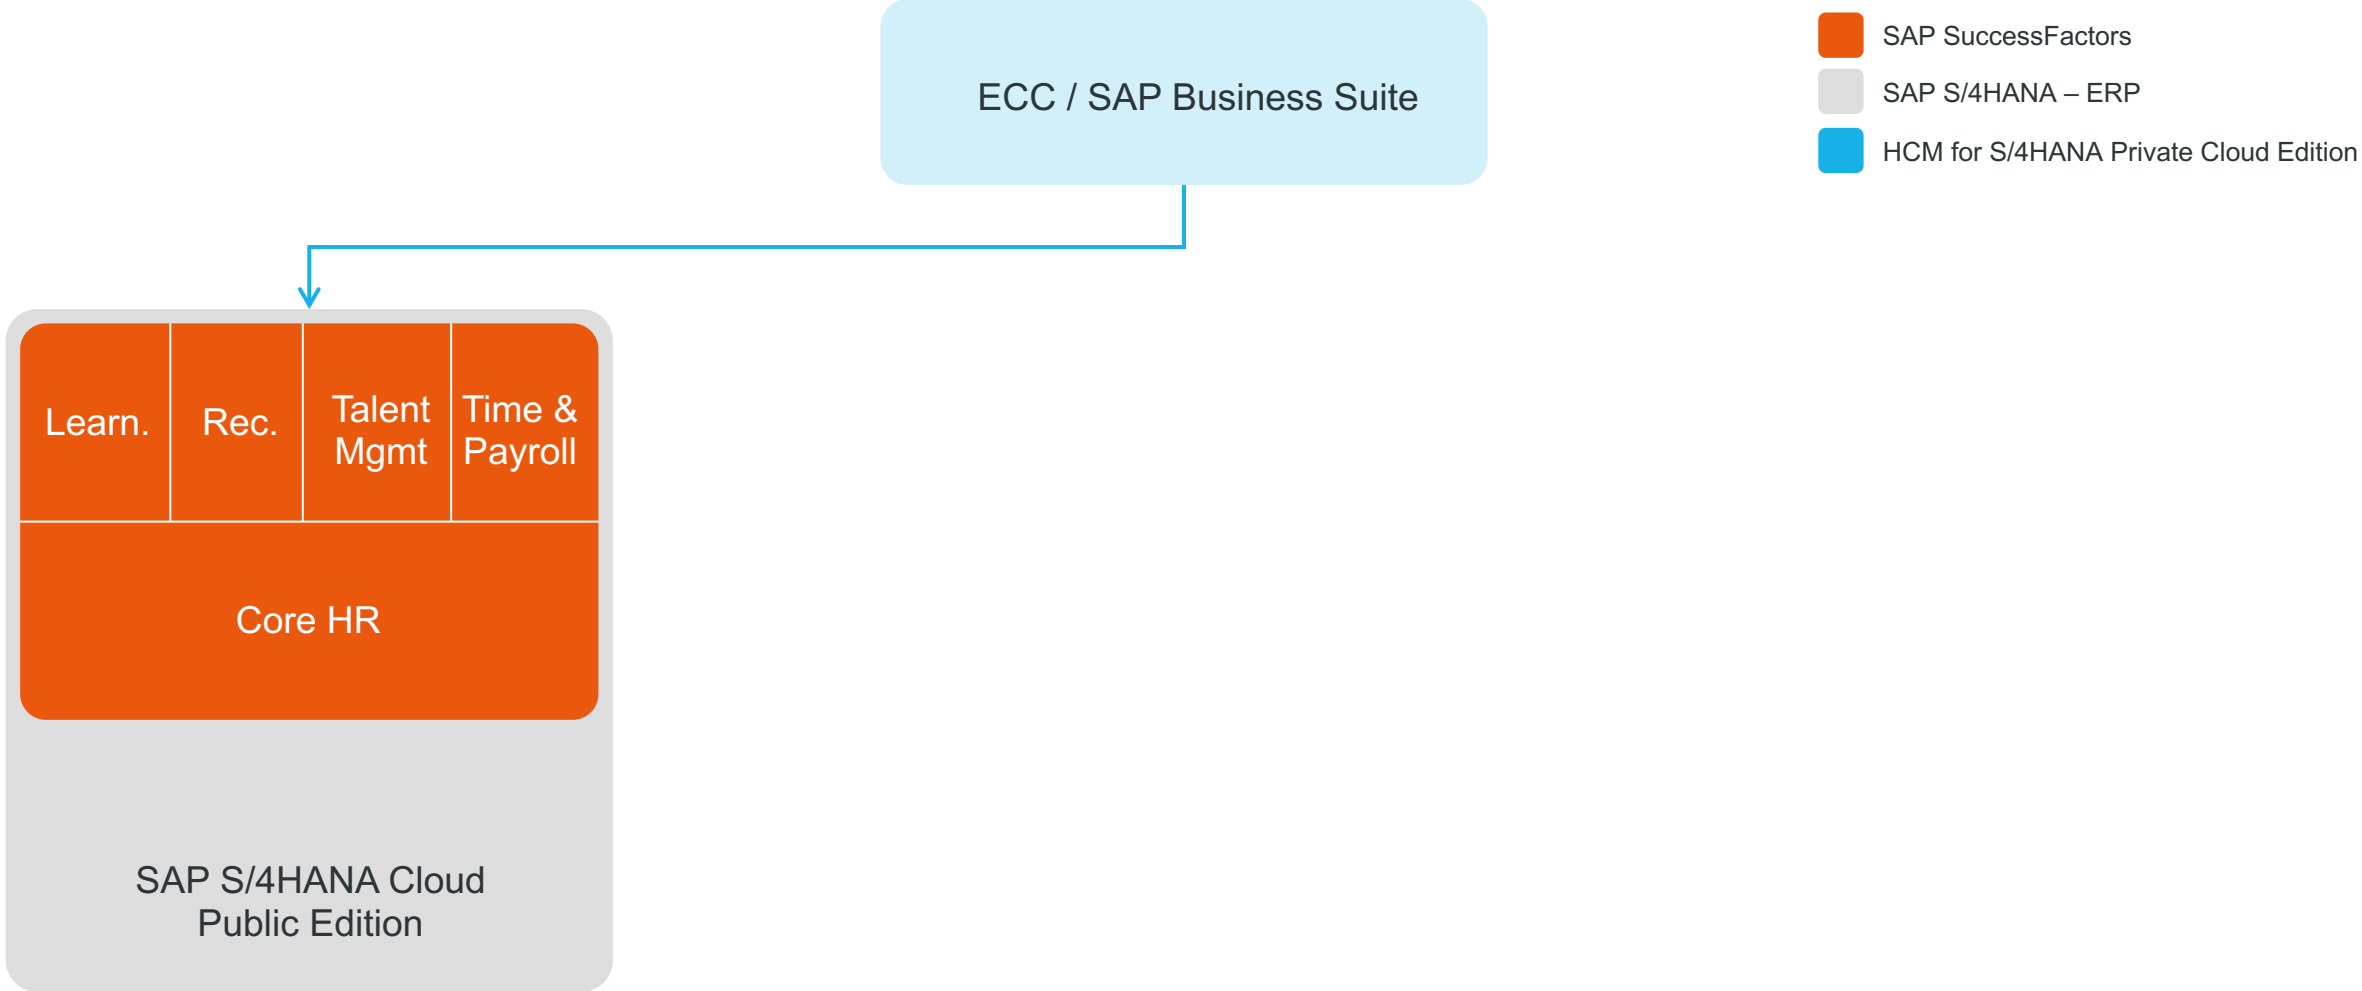 ECC / SAP Business Suite
SAP SuccessFactors
SAP S/4HANA – ERP
HCM for S/4HANA Private Cloud Edition
Learn.
Rec.
Talent
Mgmt
Time &
Payroll
Core HR
SAP S/4HANA Cloud
Public Edition